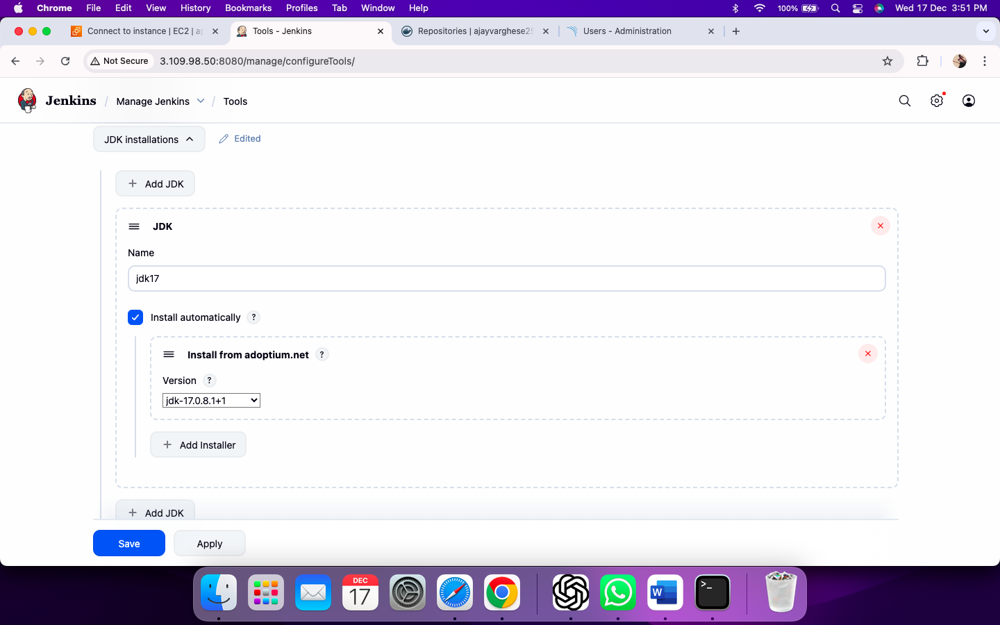 Chrome File Edit View History Bookmarks Profiles Tab Window Help 100% Wed 17 Dec 3:51 PM
Connect to instance | EC2 | ap Tools - Jenkins Repositories | ajayvarghese25 Users - Administration
Not Secure 3.109.98.50:8080/manage/configureTools/
Jenkins / Manage Jenkins / Tools
JDK installations Edited
+ Add JDK
JDK
Name
jdk17
Install automatically ?
Install from adoptium.net ?
Version ?
jdk-17.0.8.1+1
+ Add Installer
+ Add JDK
Save Apply
DEC
17
W
>_